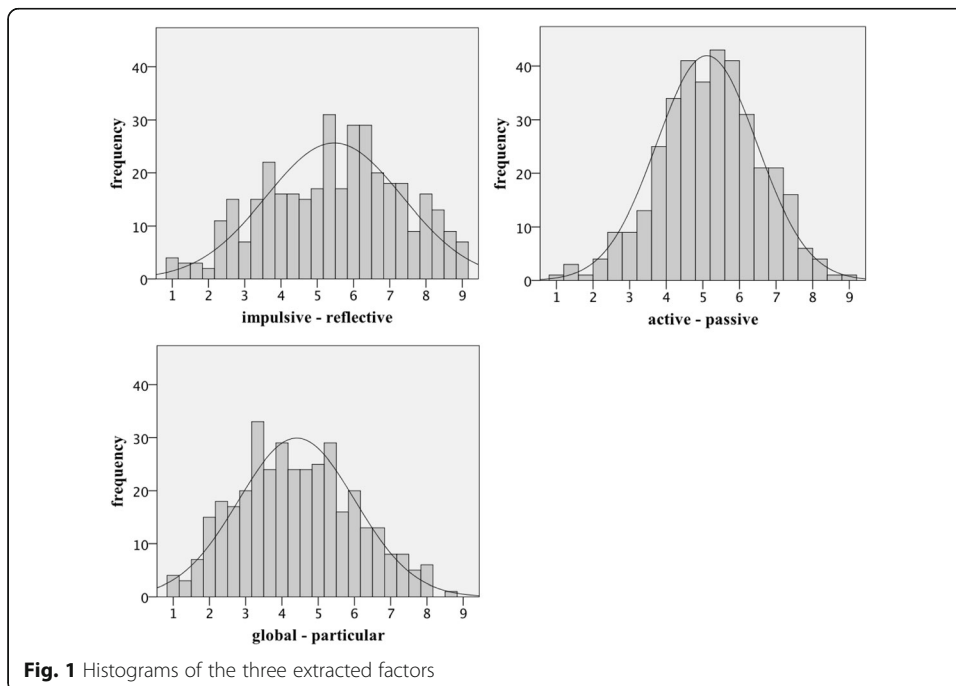 40
30
20
10
0
frequency
1 2 3 4 5 6 7 8 9
impulsive - reflective
40
30
20
10
0
frequency
1 2 3 4 5 6 7 8 9
active - passive
40
30
20
10
0
frequency
1 2 3 4 5 6 7 8 9
global - particular
Fig. 1 Histograms of the three extracted factors